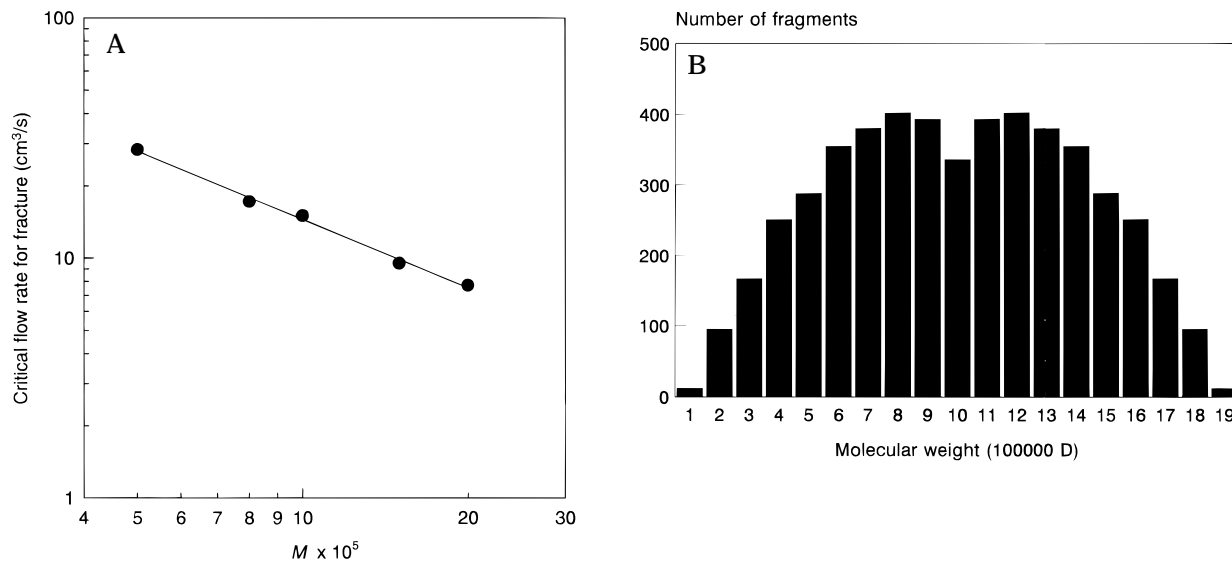 A
Critical flow rate for fracture (cm³/s)
100
10
1
4 5 6 7 8 9 10 20 30
M x 10⁵
Number of fragments
B
500
400
300
200
100
0
1 2 3 4 5 6 7 8 9 10 11 12 13 14 15 16 17 18 19
Molecular weight (100000 D)